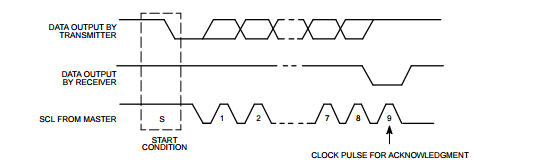 DATA OUTPUT BY
TRANSMITTER
DATA OUTPUT
BY RECEIVER
SCL FROM MASTER
S
1
2
7
8
9
START
CONDITION
CLOCK PULSE FOR ACKNOWLEDGMENT